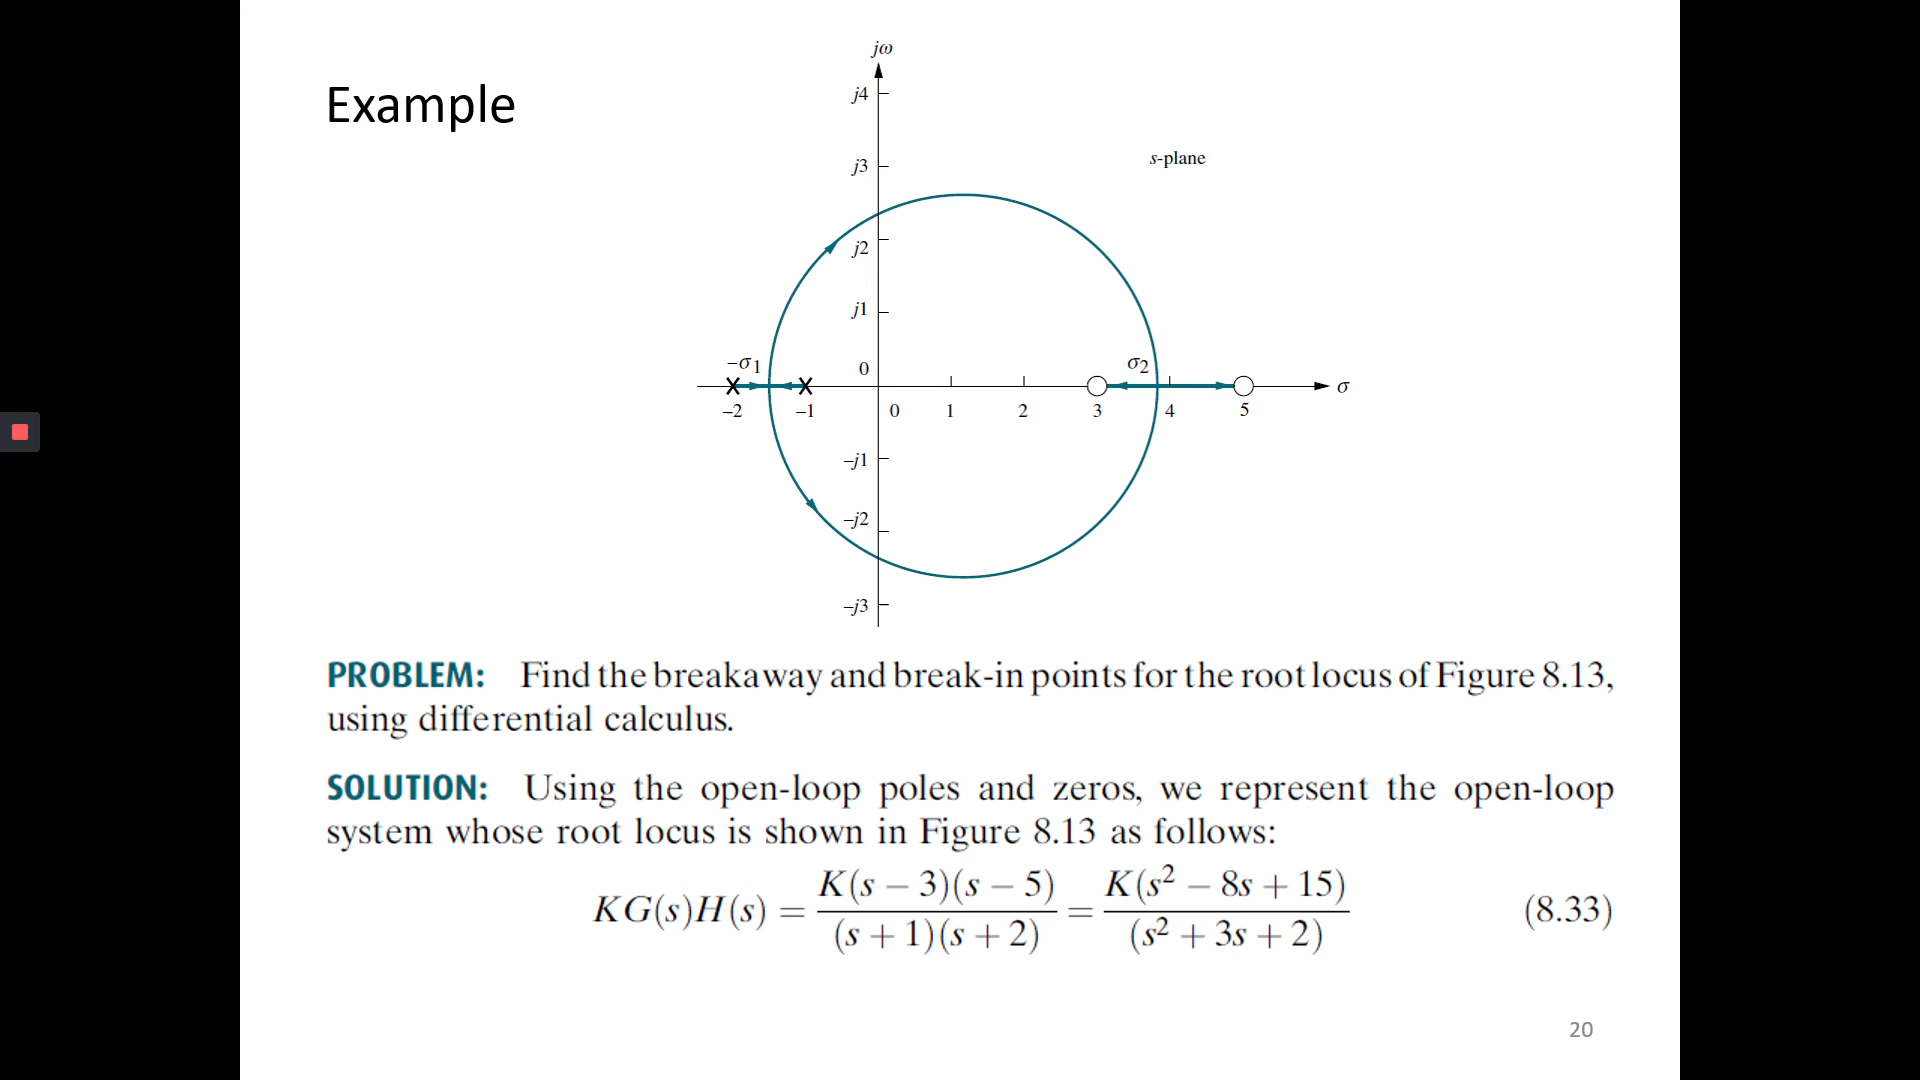 Example
jω
j4
j3
s-plane
j2
j1
–σ1
0
σ2
σ
–2
–1
0
1
2
3
4
5
–j1
–j2
–j3
PROBLEM: Find the breakaway and break-in points for the root locus of Figure 8.13,
using differential calculus.
SOLUTION: Using the open-loop poles and zeros, we represent the open-loop
system whose root locus is shown in Figure 8.13 as follows:
KG(s)H(s) = K(s − 3)(s − 5) / (s + 1)(s + 2) = K(s² − 8s + 15) / (s² + 3s + 2) (8.33)
20